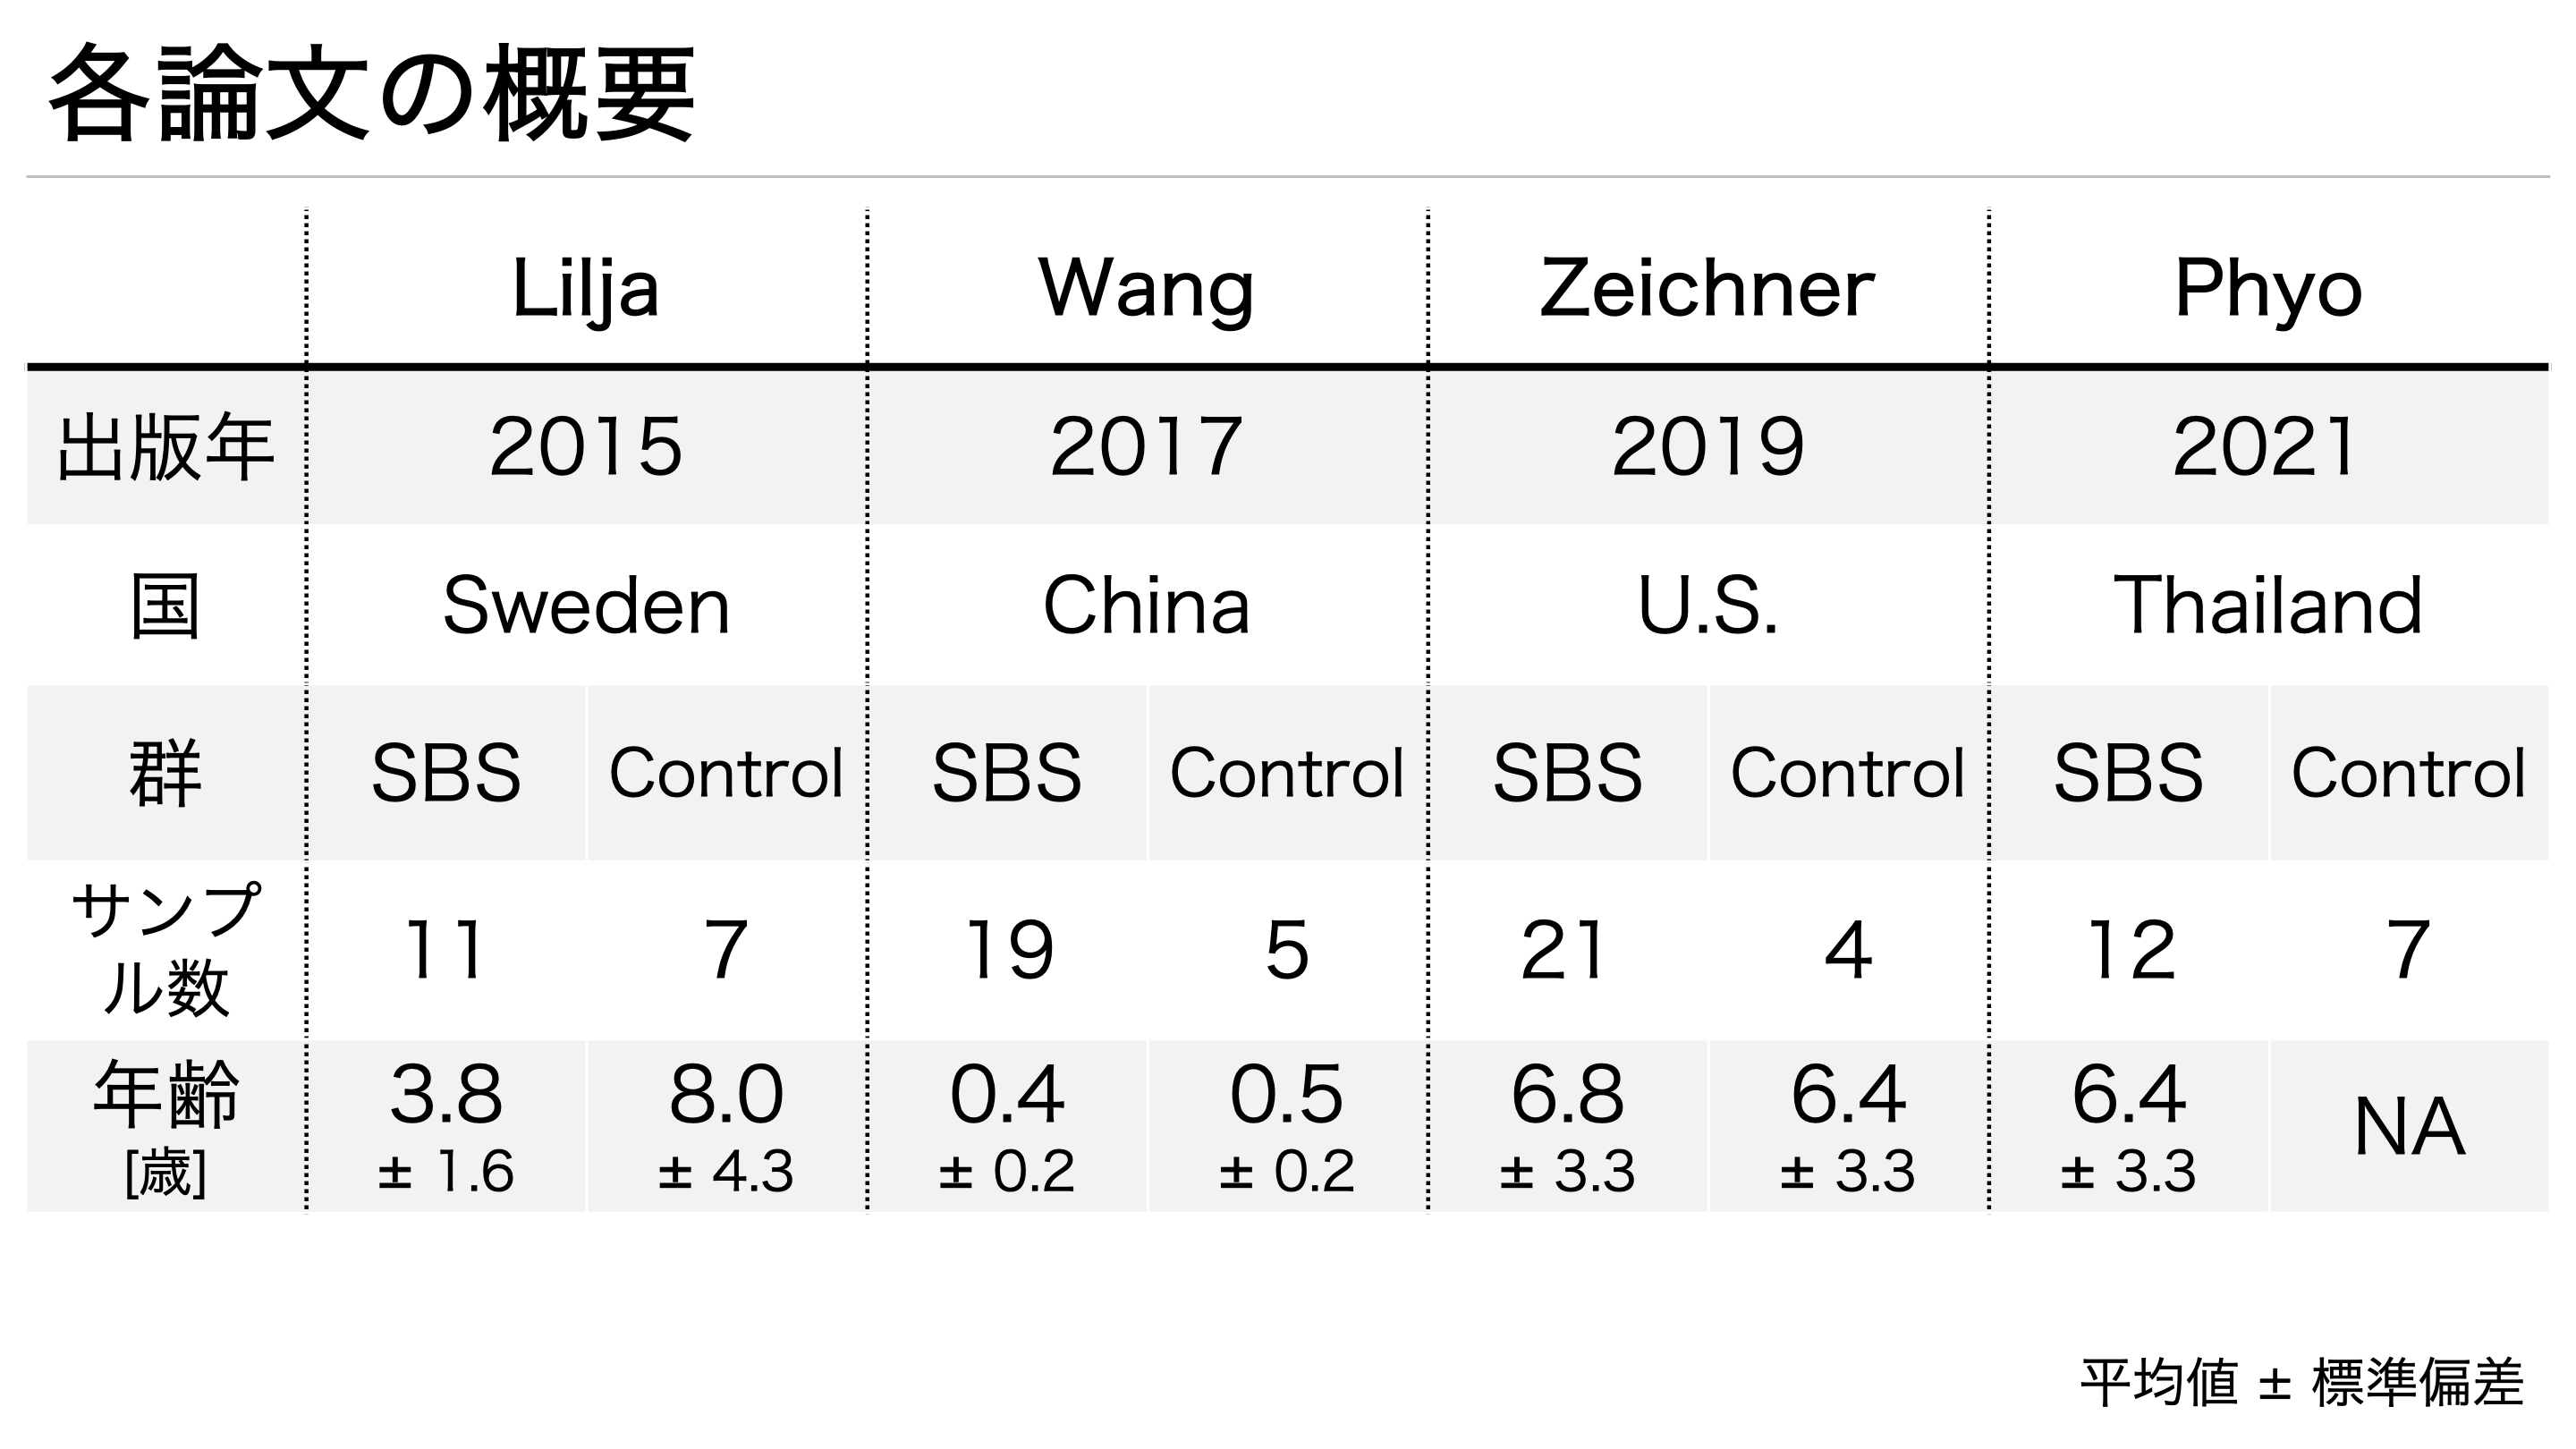 各論文の概要
Lilja Wang Zeichner Phyo
出版年 2015 2017 2019 2021
国 Sweden China U.S. Thailand
群 SBS Control SBS Control SBS Control SBS Control
サンプ
ル数 11 7 19 5 21 4 12 7
年齢 3.8 8.0 0.4 0.5 6.8 6.4 6.4 NA
[歳] ± 1.6 ± 4.3 ± 0.2 ± 0.2 ± 3.3 ± 3.3 ± 3.3
平均値 ± 標準偏差